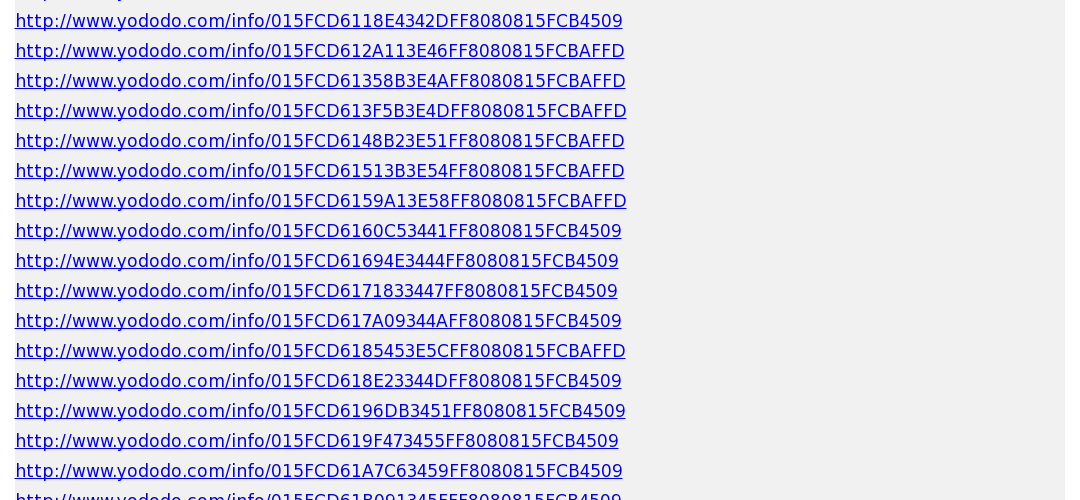 http://www.yododo.com/info/015FCD6118E4342DFF8080815FCB4509
http://www.yododo.com/info/015FCD612A113E46FF8080815FCBAFFD
http://www.yododo.com/info/015FCD61358B3E4AFF8080815FCBAFFD
http://www.yododo.com/info/015FCD613F5B3E4DFF8080815FCBAFFD
http://www.yododo.com/info/015FCD6148B23E51FF8080815FCBAFFD
http://www.yododo.com/info/015FCD61513B3E54FF8080815FCBAFFD
http://www.yododo.com/info/015FCD6159A13E58FF8080815FCBAFFD
http://www.yododo.com/info/015FCD6160C53441FF8080815FCB4509
http://www.yododo.com/info/015FCD61694E3444FF8080815FCB4509
http://www.yododo.com/info/015FCD6171833447FF8080815FCB4509
http://www.yododo.com/info/015FCD617A09344AFF8080815FCB4509
http://www.yododo.com/info/015FCD6185453E5CFF8080815FCBAFFD
http://www.yododo.com/info/015FCD618E23344DFF8080815FCB4509
http://www.yododo.com/info/015FCD6196DB3451FF8080815FCB4509
http://www.yododo.com/info/015FCD619F473455FF8080815FCB4509
http://www.yododo.com/info/015FCD61A7C63459FF8080815FCB4509